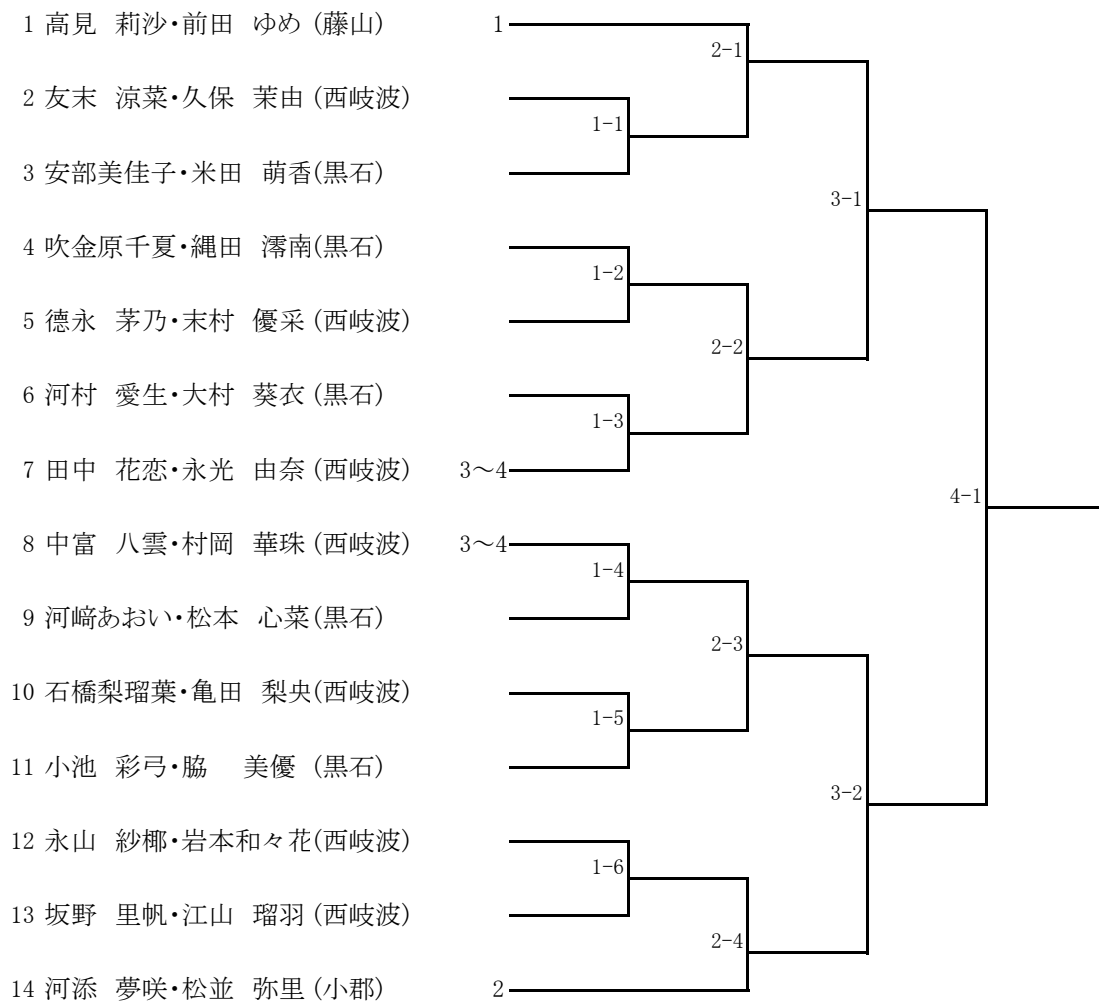 1 高見　莉沙・前田　ゆめ (藤山)　1
2-1
2 友末　涼菜・久保　茉由 (西岐波)
1-1
3 安部美佳子・米田　萌香(黒石)
3-1
4 吹金原千夏・縄田　澪南(黒石)
1-2
5 德永　茅乃・末村　優采 (西岐波)
2-2
6 河村　愛生・大村　葵衣 (黒石)
1-3
7 田中　花恋・永光　由奈 (西岐波)　3～4
4-1
8 中富　八雲・村岡　華珠 (西岐波)　3～4
1-4
9 河﨑あおい・松本　心菜(黒石)
2-3
10 石橋梨瑠葉・亀田　梨央(西岐波)
1-5
11 小池　彩弓・脇　美優 (黒石)
3-2
12 永山　紗椰・岩本和々花(西岐波)
1-6
13 坂野　里帆・江山　瑠羽 (西岐波)
2-4
14 河添　夢咲・松並　弥里 (小郡)　2